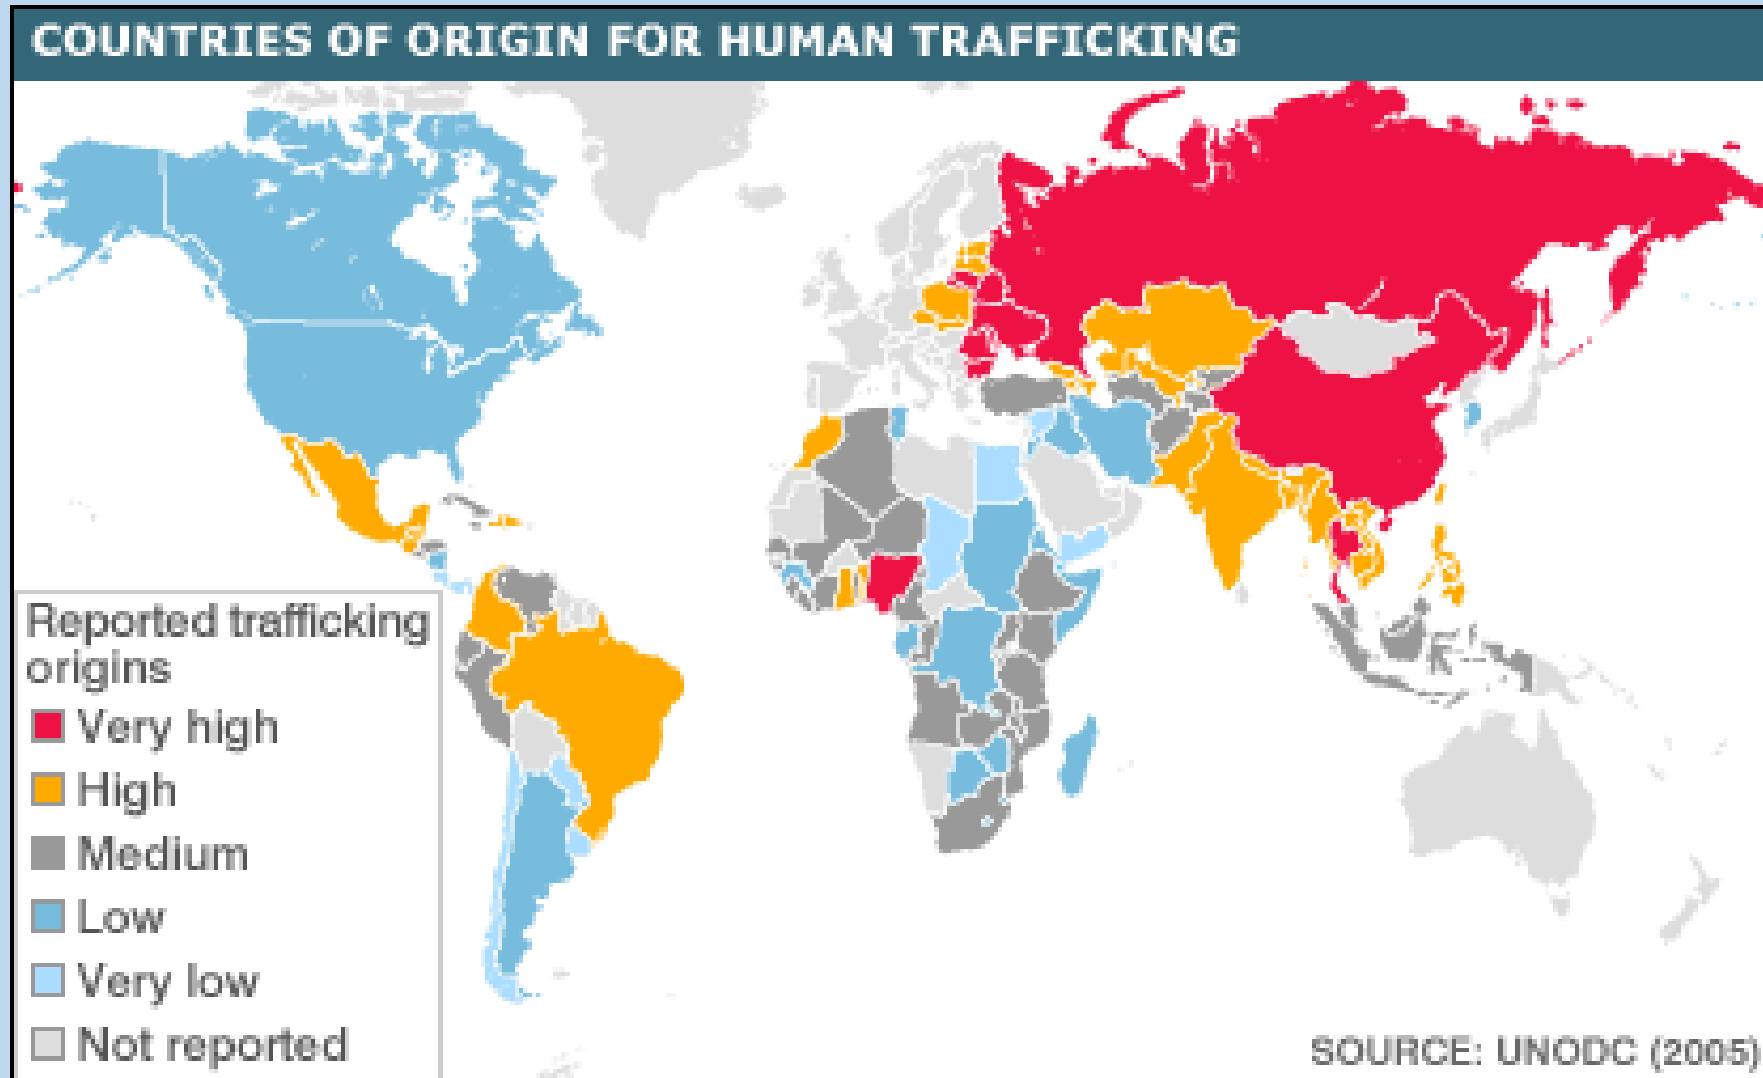 COUNTRIES OF ORIGIN FOR HUMAN TRAFFICKING
Reported trafficking
origins
Very high
High
Medium
Low
Very low
Not reported
SOURCE: UNODC (2005)